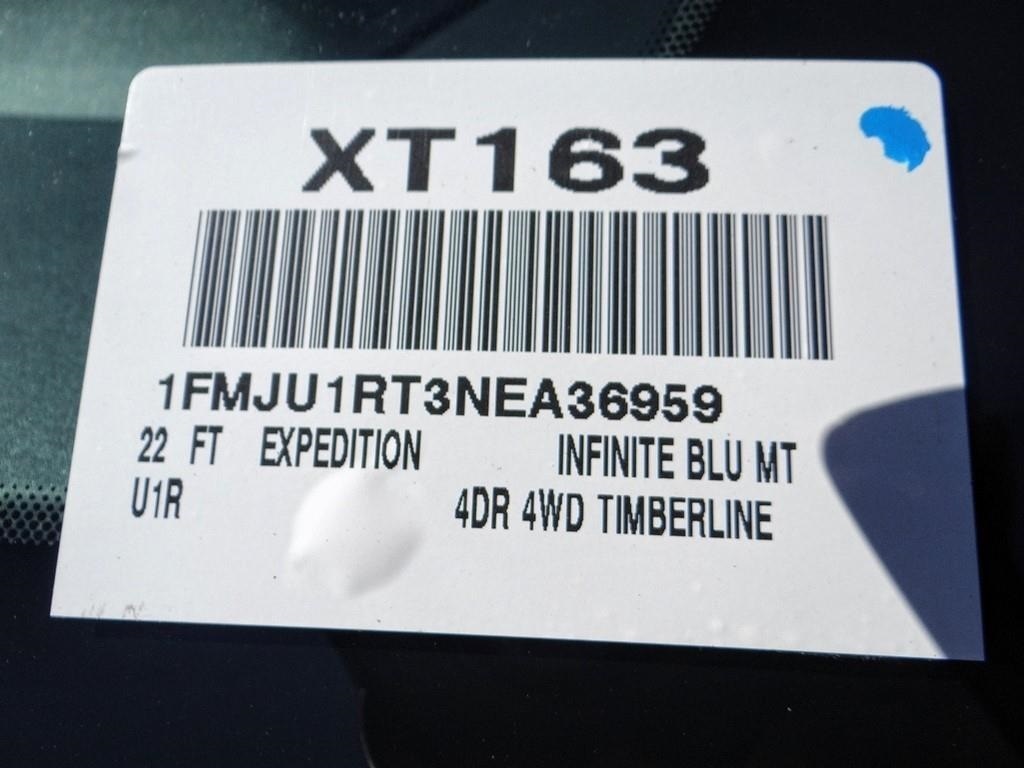 XT163
1FMJU1RT3NEA36959
22 FT EXPEDITION INFINITE BLU MT
U1R 4DR 4WD TIMBERLINE